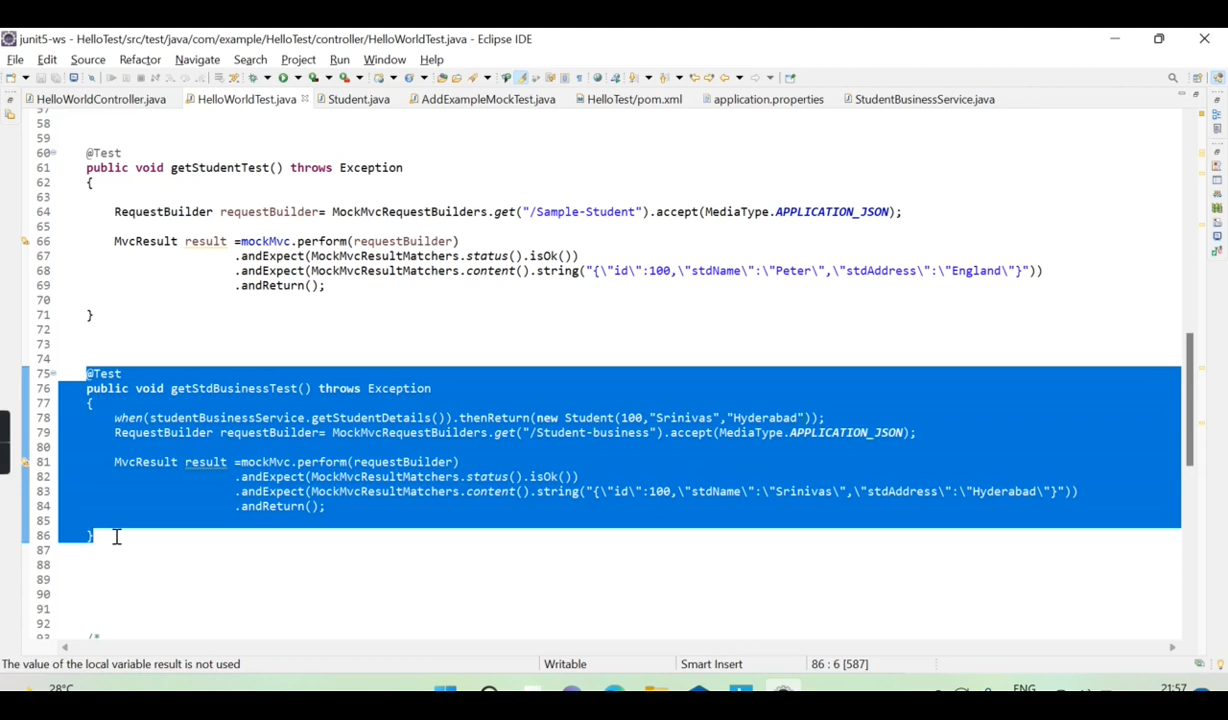 junit5-ws - HelloTest/src/test/java/com/example/HelloTest/controller/HelloWorldTest.java - Eclipse IDE
File Edit Source Refactor Navigate Search Project Run Window Help
HelloWorldController.java HelloWorldTest.java Student.java AddExampleMockTest.java HelloTest/pom.xml application.properties StudentBusinessService.java
58
59
60 @Test
61 public void getStudentTest() throws Exception
62 {
63
64 RequestBuilder requestBuilder= MockMvcRequestBuilders.get("/Sample-Student").accept(MediaType.APPLICATION_JSON);
65
66 MvcResult result =mockMvc.perform(requestBuilder)
67 .andExpect(MockMvcResultMatchers.status().isOk())
68 .andExpect(MockMvcResultMatchers.content().string("{\"id\":100,\"stdName\":\"Peter\",\"stdAddress\":\"England\"}"))
69 .andReturn();
70
71 }
72
73
74
75 @Test
76 public void getStdBusinessTest() throws Exception
77 {
78 when(studentBusinessService.getStudentDetails()).thenReturn(new Student(100,"Srinivas","Hyderabad"));
79 RequestBuilder requestBuilder= MockMvcRequestBuilders.get("/Student-business").accept(MediaType.APPLICATION_JSON);
80
81 MvcResult result =mockMvc.perform(requestBuilder)
82 .andExpect(MockMvcResultMatchers.status().isOk())
83 .andExpect(MockMvcResultMatchers.content().string("{\"id\":100,\"stdName\":\"Srinivas\",\"stdAddress\":\"Hyderabad\"}"))
84 .andReturn();
85
86 }
87
88
89
90
91
92
93 /*
The value of the local variable result is not used Writable Smart Insert 86 : 6 [587]
28°C ENG 21:57